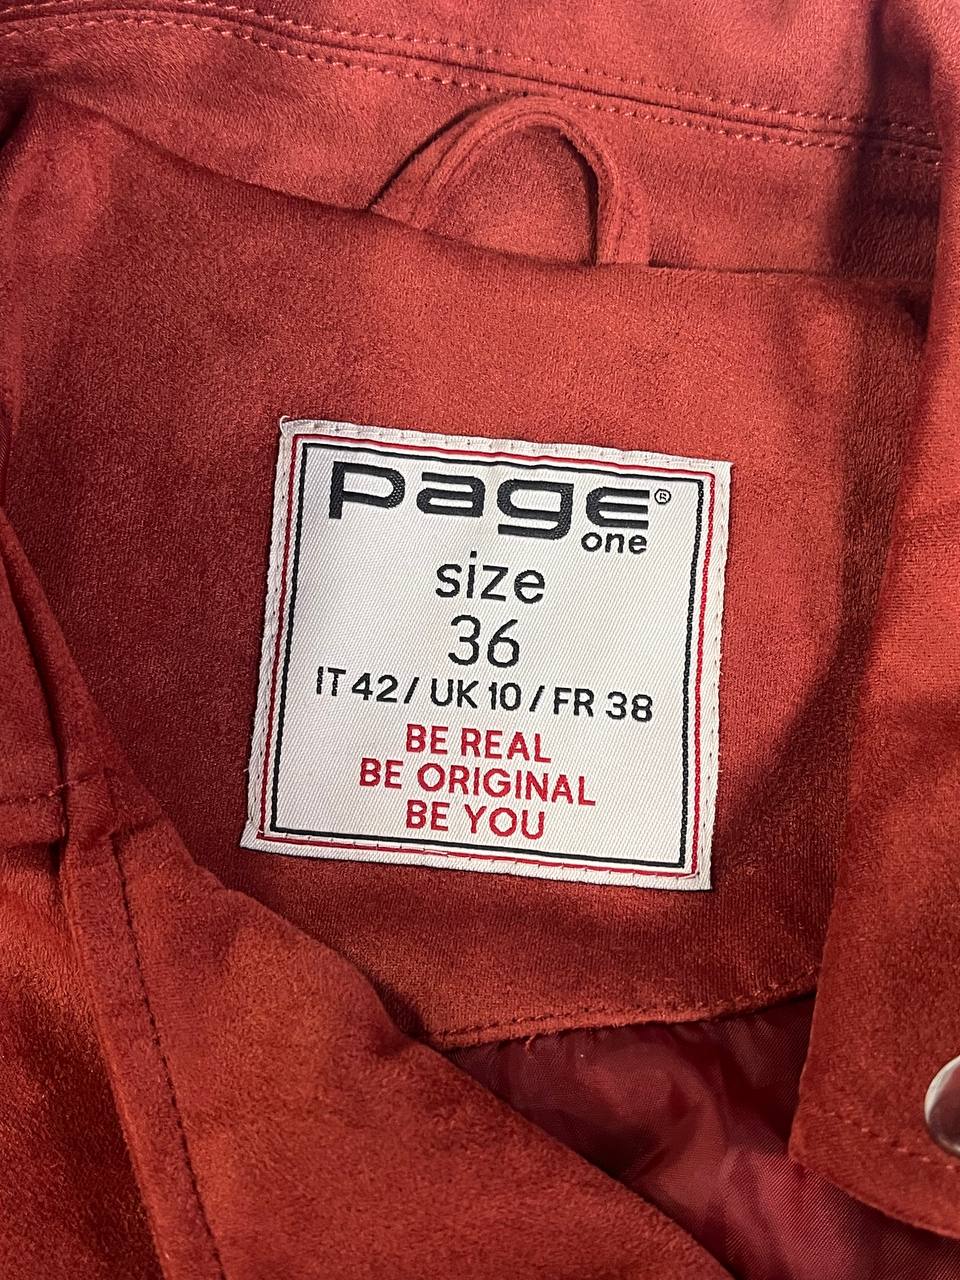 page®
one
size
36
IT 42 / UK 10 / FR 38
BE REAL
BE ORIGINAL
BE YOU